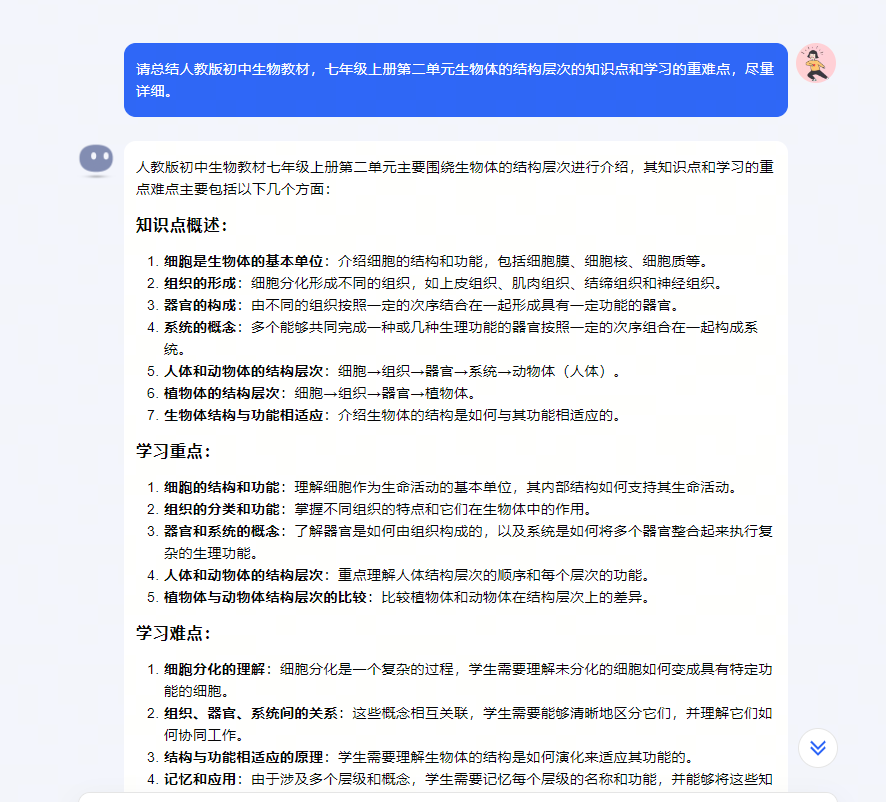 请总结人教版初中生物教材，七年级上册第二单元生物体的结构层次的知识点和学习的重难点，尽量
详细。
人教版初中生物教材七年级上册第二单元主要围绕生物体的结构层次进行介绍，其知识点和学习的重
点难点主要包括以下几个方面：
知识点概述：
1. 细胞是生物体的基本单位：介绍细胞的结构和功能，包括细胞膜、细胞核、细胞质等。
2. 组织的形成：细胞分化形成不同的组织，如上皮组织、肌肉组织、结缔组织和神经组织。
3. 器官的构成：由不同的组织按照一定的次序结合在一起形成具有一定功能的器官。
4. 系统的概念：多个能够共同完成一种或几种生理功能的器官按照一定的次序组合在一起构成系
统。
5. 人体和动物体的结构层次：细胞→组织→器官→系统→动物体（人体）。
6. 植物体的结构层次：细胞→组织→器官→植物体。
7. 生物体结构与功能相适应：介绍生物体的结构是如何与其功能相适应的。
学习重点：
1. 细胞的结构和功能：理解细胞作为生命活动的基本单位，其内部结构如何支持其生命活动。
2. 组织的分类和功能：掌握不同组织的特点和它们在生物体中的作用。
3. 器官和系统的概念：了解器官是如何由组织构成的，以及系统是如何将多个器官整合起来执行复
杂的生理功能。
4. 人体和动物体的结构层次：重点理解人体结构层次的顺序和每个层次的功能。
5. 植物体与动物体结构层次的比较：比较植物体和动物体在结构层次上的差异。
学习难点：
1. 细胞分化的理解：细胞分化是一个复杂的过程，学生需要理解未分化的细胞如何变成具有特定功
能的细胞。
2. 组织、器官、系统间的关系：这些概念相互关联，学生需要能够清晰地区分它们，并理解它们如
何协同工作。
3. 结构与功能相适应的原理：学生需要理解生物体的结构是如何演化来适应其功能的。
4. 记忆和应用：由于涉及多个层级和概念，学生需要记忆每个层级的名称和功能，并能够将这些知